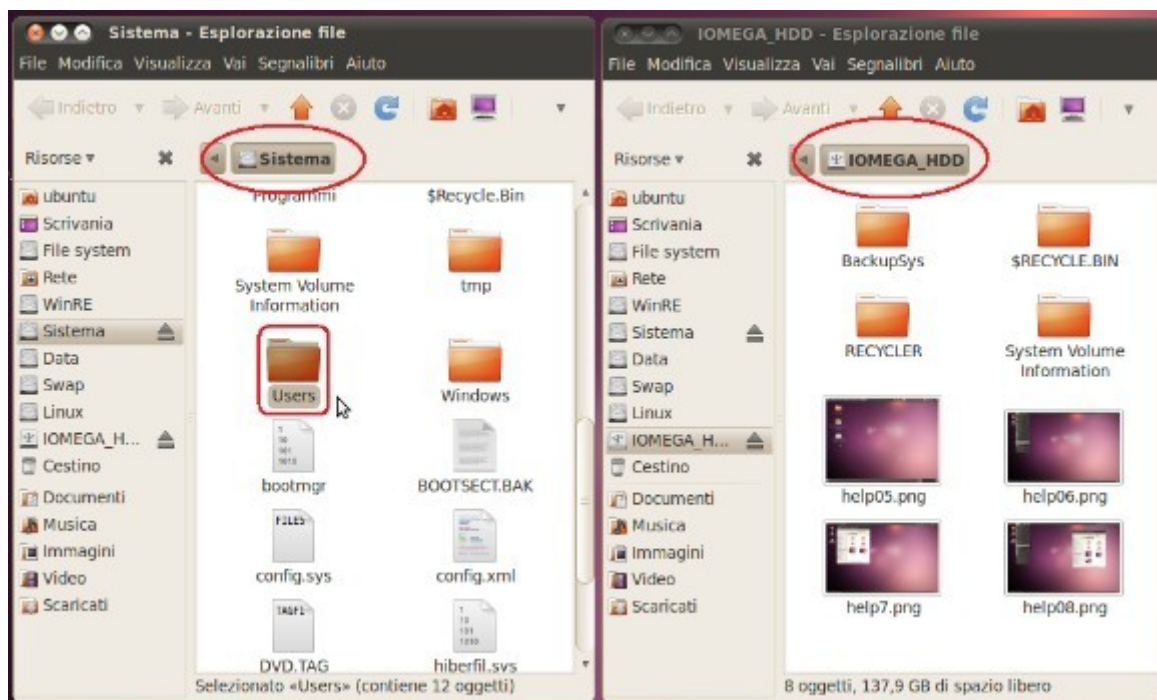 Sistema - Esplorazione file
File Modifica Visualizza Vai Segnalibri Aiuto
Indietro Avanti
Risorse
Sistema
ubuntu
Scrivania
File system
Rete
WinRE
Sistema
Data
Swap
Linux
IOMEGA_H...
Cestino
Documenti
Musica
Immagini
Video
Scaricati
Programmi $Recycle.Bin
System Volume
Information
tmp
Users
Windows
bootmgr
BOOTSECT.BAK
config.sys
config.xml
DVD.TAG
hiberfil.sys
Selezionato «Users» (contiene 12 oggetti)
IOMEGA_HDD - Esplorazione file
File Modifica Visualizza Vai Segnalibri Aiuto
Indietro Avanti
Risorse
IOMEGA_HDD
ubuntu
Scrivania
File system
Rete
WinRE
Sistema
Data
Swap
Linux
IOMEGA_H...
Cestino
Documenti
Musica
Immagini
Video
Scaricati
BackupSys
$RECYCLE.BIN
RECYCLER
System Volume
Information
help05.png
help06.png
help7.png
help08.png
8 oggetti, 137,9 GB di spazio libero